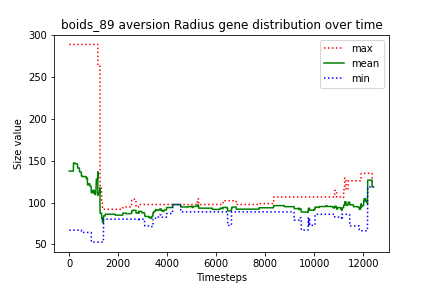 boids_89 aversion Radius gene distribution over time
300
250
200
150
100
50
Size value
max
mean
min
0
2000
4000
6000
8000
10000
12000
Timesteps